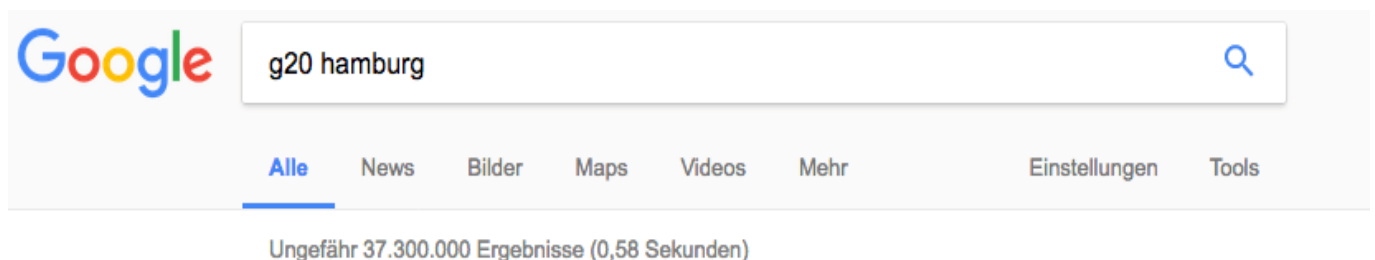 Google g20 hamburg
Alle News Bilder Maps Videos Mehr Einstellungen Tools
Ungefähr 37.300.000 Ergebnisse (0,58 Sekunden)